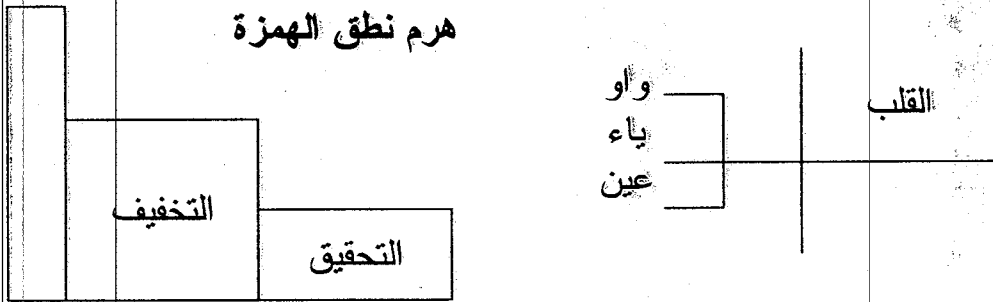 هرم نطق الهمزة
القلب
واو
ياء
عين
التخفيف
التحقيق